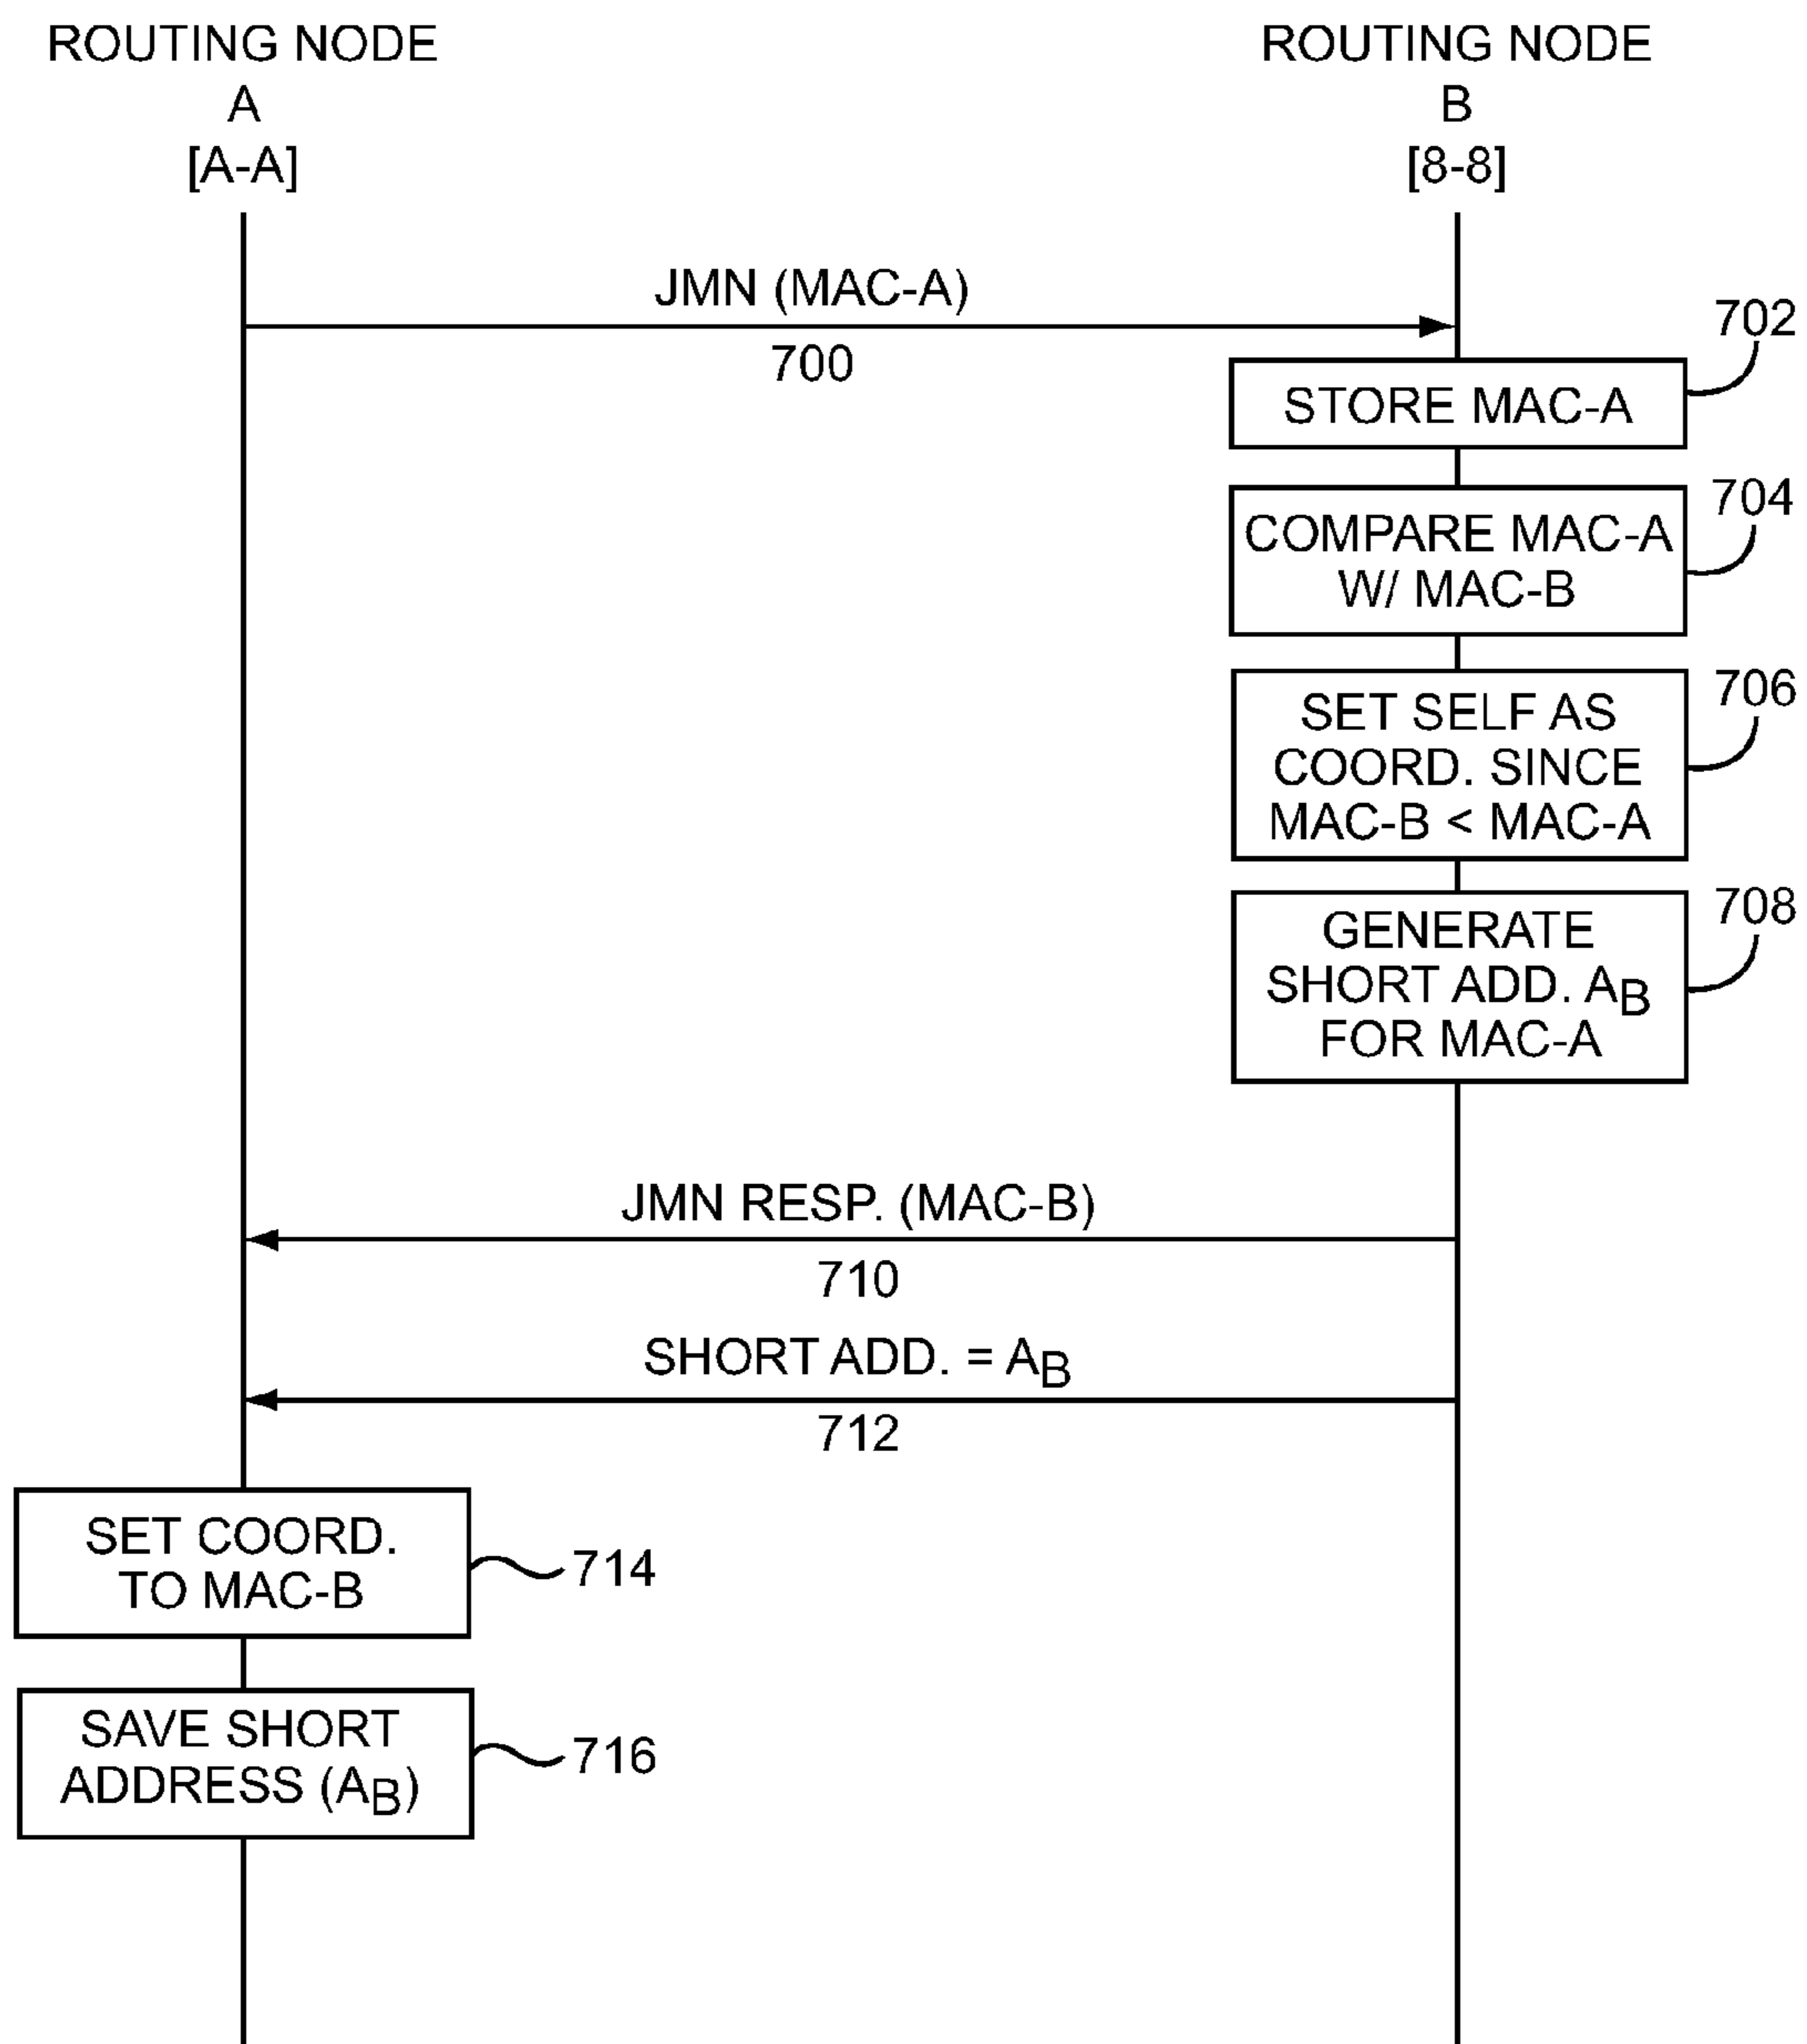 ROUTING NODE
A
[A-A]
ROUTING NODE
B
[8-8]
JMN (MAC-A)
700
702
STORE MAC-A
704
COMPARE MAC-A
W/ MAC-B
706
SET SELF AS
COORD. SINCE
MAC-B < MAC-A
708
GENERATE
SHORT ADD. AB
FOR MAC-A
JMN RESP. (MAC-B)
710
SHORT ADD. = AB
712
SET COORD.
TO MAC-B
714
SAVE SHORT
ADDRESS (AB)
716